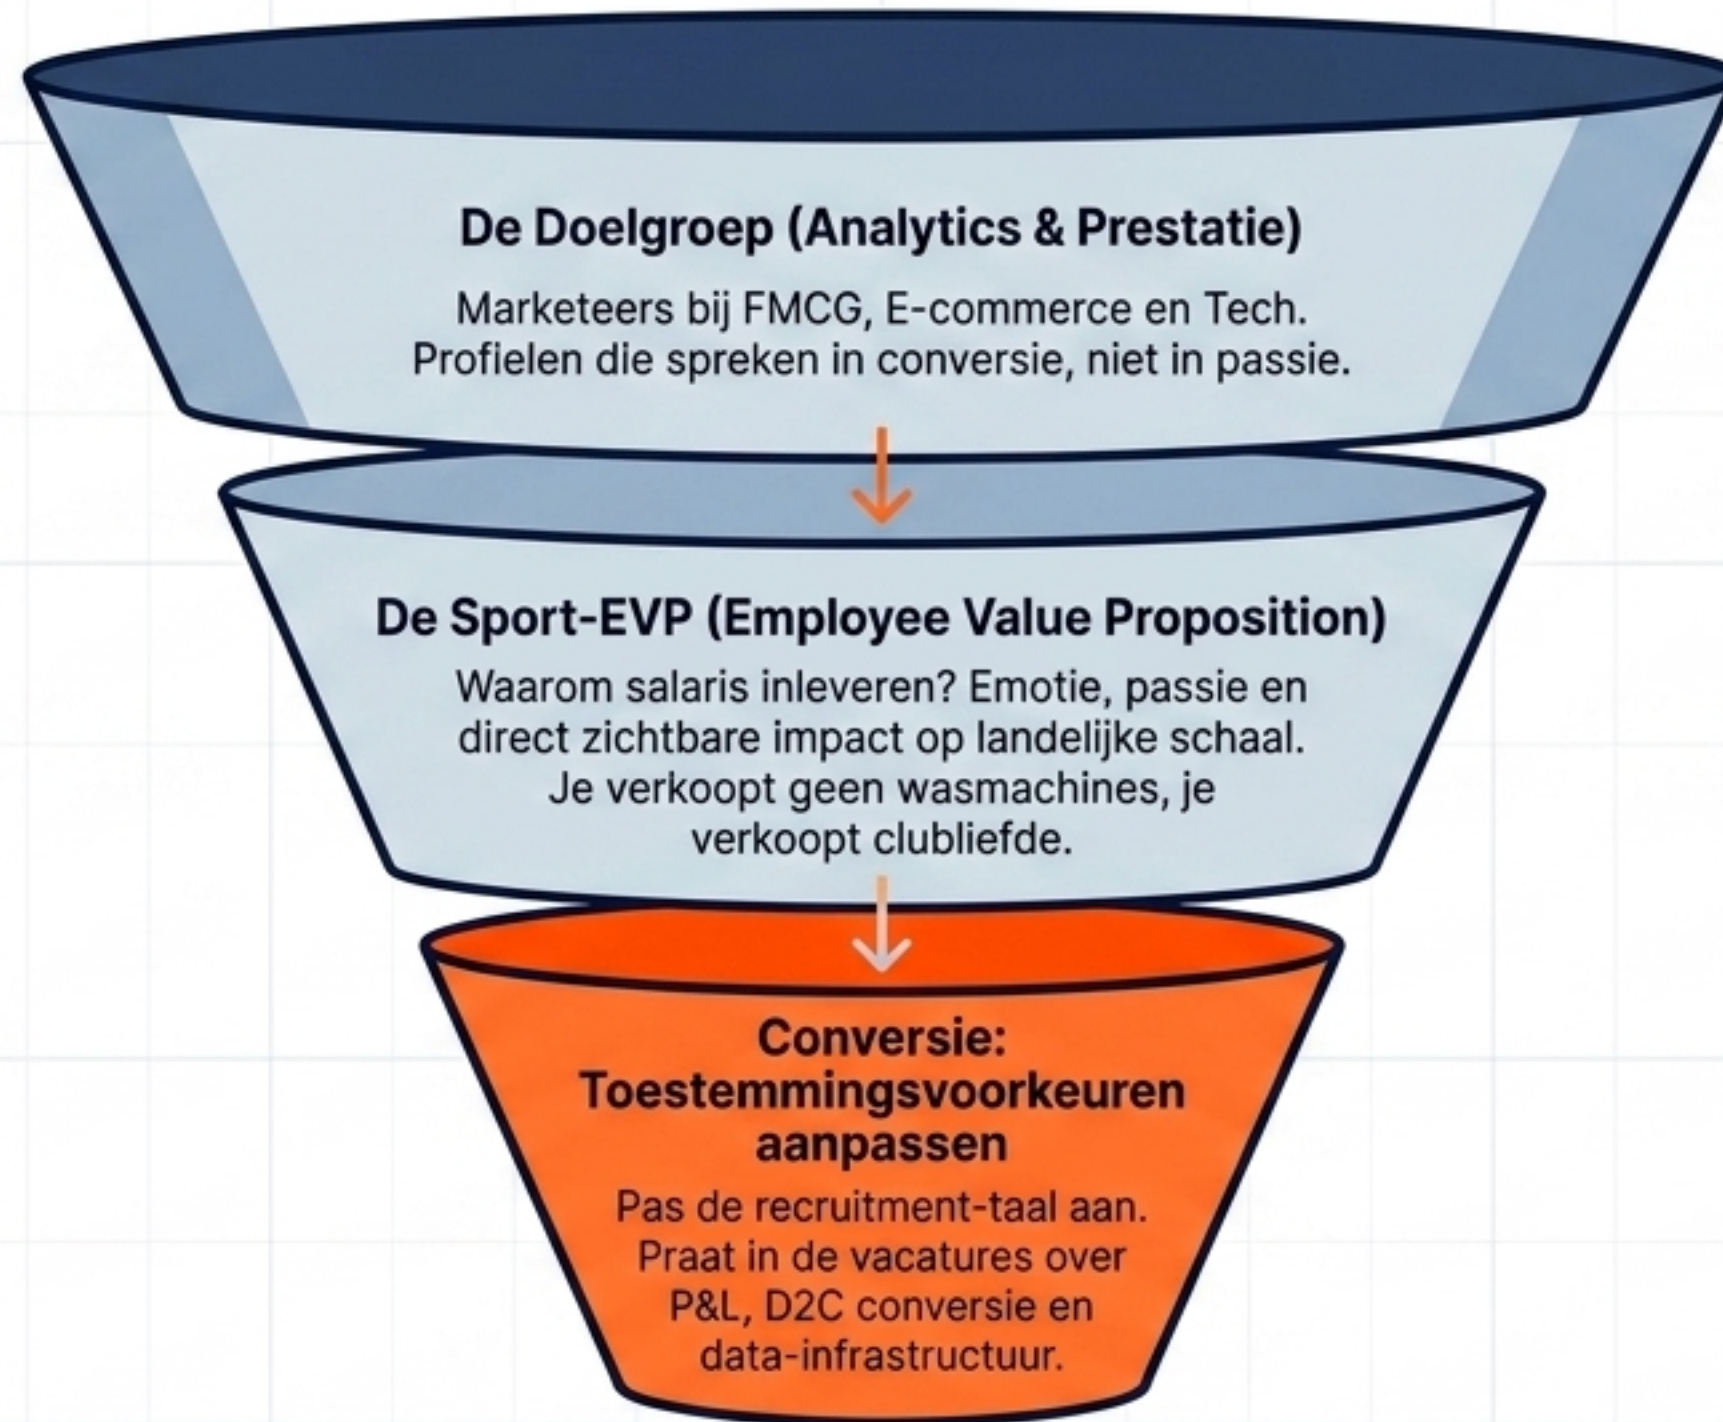 De Doelgroep (Analytics & Prestatie)
Marketeers bij FMCG, E-commerce en Tech.
Profielen die spreken in conversie, niet in passie.
De Sport-EVP (Employee Value Proposition)
Waarom salaris inleveren? Emotie, passie en
direct zichtbare impact op landelijke schaal.
Je verkoopt geen wasmachines, je
verkoopt clubliefde.
Conversie:
Toestemmingsvoorkeuren
aanpassen
Pas de recruitment-taal aan.
Praat in de vacatures over
P&L, D2C conversie en
data-infrastructuur.